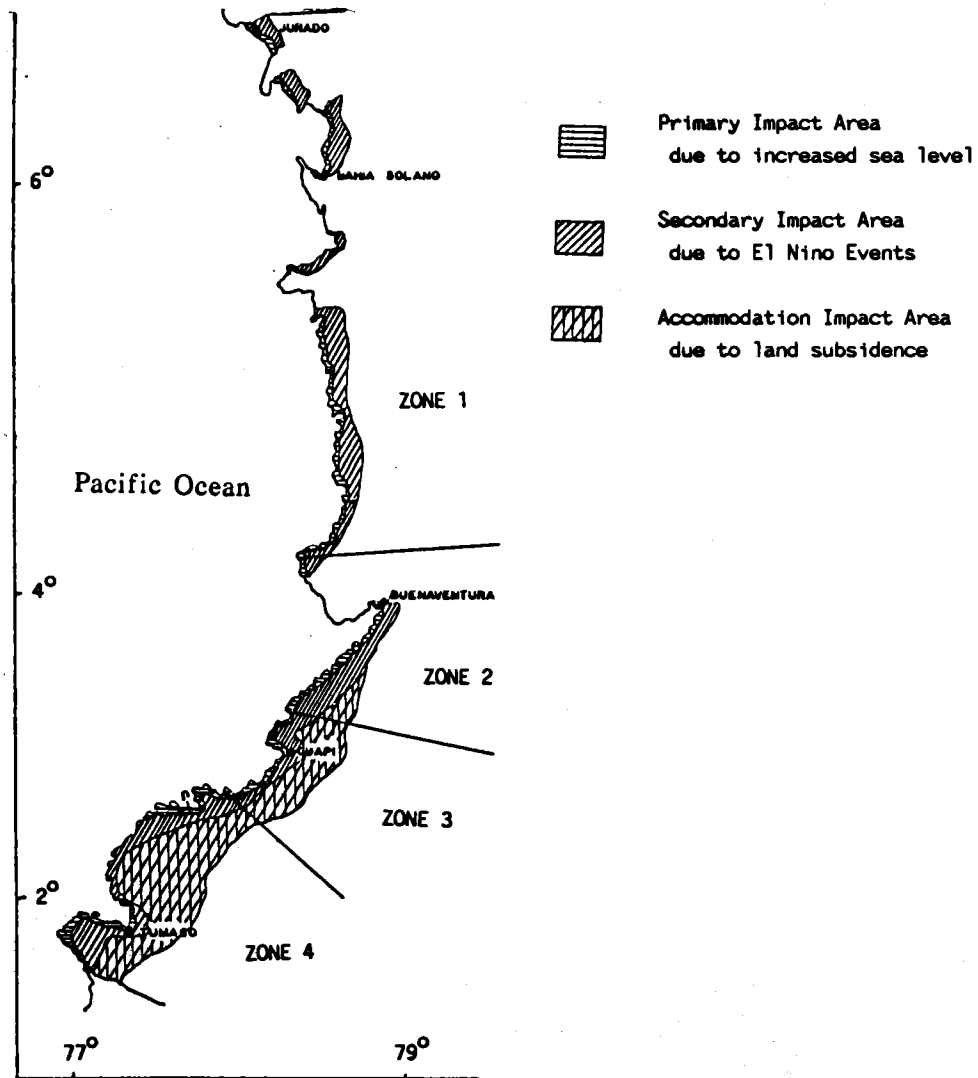 JURADO
Primary Impact Area
due to increased sea level
BAHIA SOLANO
6°
Secondary Impact Area
due to El Nino Events
Accommodation Impact Area
due to land subsidence
ZONE 1
Pacific Ocean
4°
BUENAVENTURA
ZONE 2
ZONE 3
2°
TUMACO
ZONE 4
77°
79°